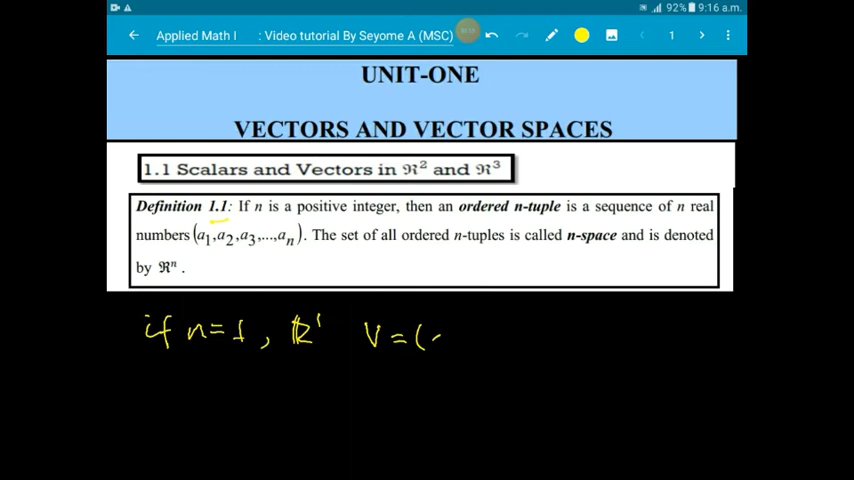 92% 9:16 a.m.
Applied Math I : Video tutorial By Seyome A (MSC) 1
UNIT-ONE
VECTORS AND VECTOR SPACES
1.1 Scalars and Vectors in ℜ² and ℜ³
Definition 1.1: If n is a positive integer, then an ordered n-tuple is a sequence of n real
numbers (a₁,a₂,a₃,...,aₙ). The set of all ordered n-tuples is called n-space and is denoted
by ℜⁿ .
if n=1, ℝ¹ V=(